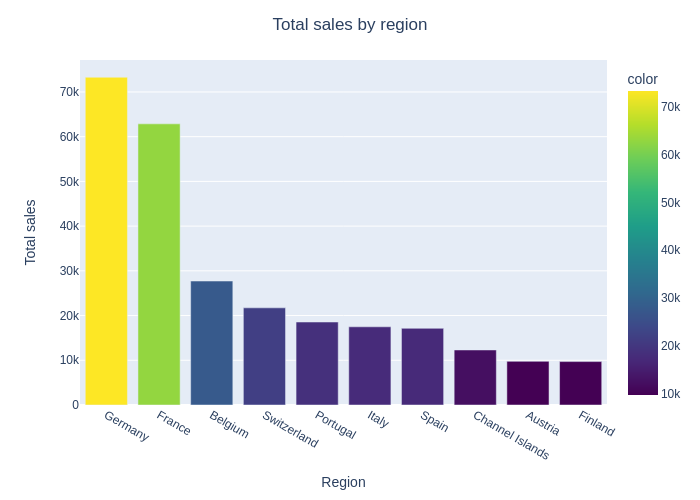 Total sales by region
Total sales
70k
60k
50k
40k
30k
20k
10k
0
Germany
France
Belgium
Switzerland
Portugal
Italy
Spain
Channel Islands
Austria
Finland
Region
color
70k
60k
50k
40k
30k
20k
10k